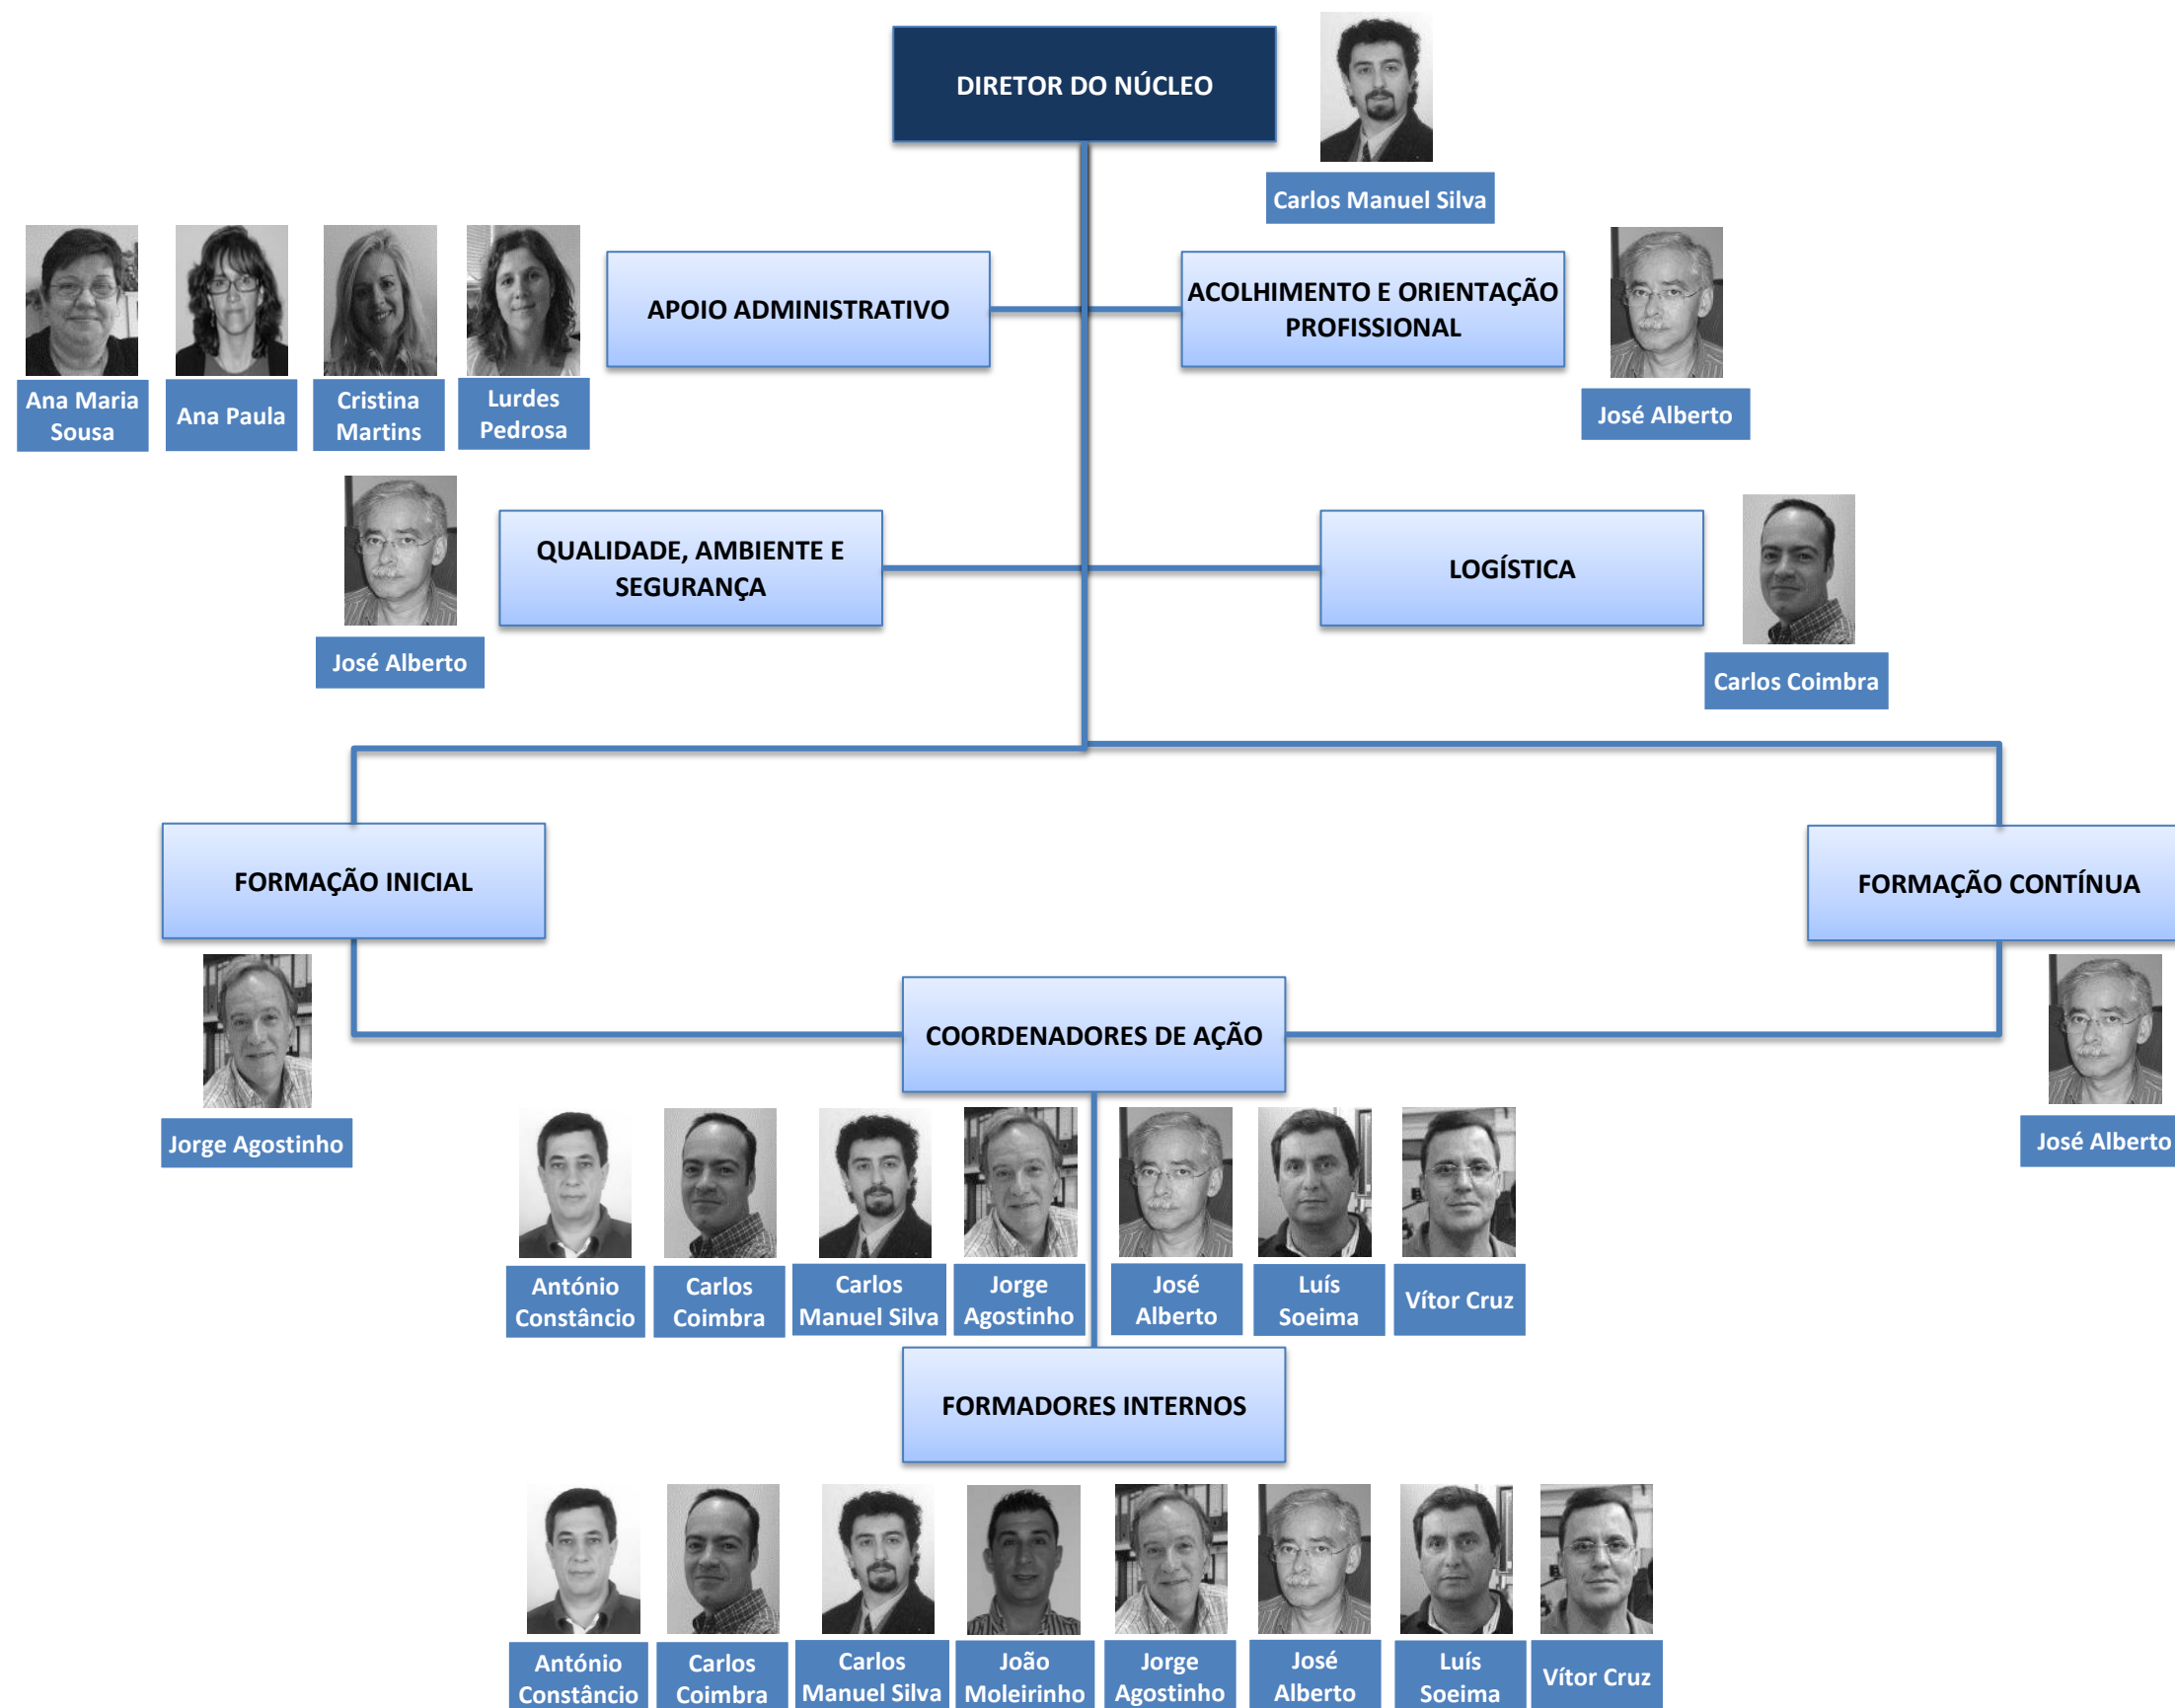 DIRETOR DO NÚCLEO
Carlos Manuel Silva
APOIO ADMINISTRATIVO
ACOLHIMENTO E ORIENTAÇÃO
PROFISSIONAL
Ana Maria
Sousa
Ana Paula
Cristina
Martins
Lurdes
Pedrosa
José Alberto
QUALIDADE, AMBIENTE E
SEGURANÇA
LOGÍSTICA
José Alberto
Carlos Coimbra
FORMAÇÃO INICIAL
FORMAÇÃO CONTÍNUA
COORDENADORES DE AÇÃO
Jorge Agostinho
José Alberto
António
Constâncio
Carlos
Coimbra
Carlos
Manuel Silva
Jorge
Agostinho
José
Alberto
Luís
Soeima
Vítor Cruz
FORMADORES INTERNOS
António
Constâncio
Carlos
Coimbra
Carlos
Manuel Silva
João
Moleirinho
Jorge
Agostinho
José
Alberto
Luís
Soeima
Vítor Cruz